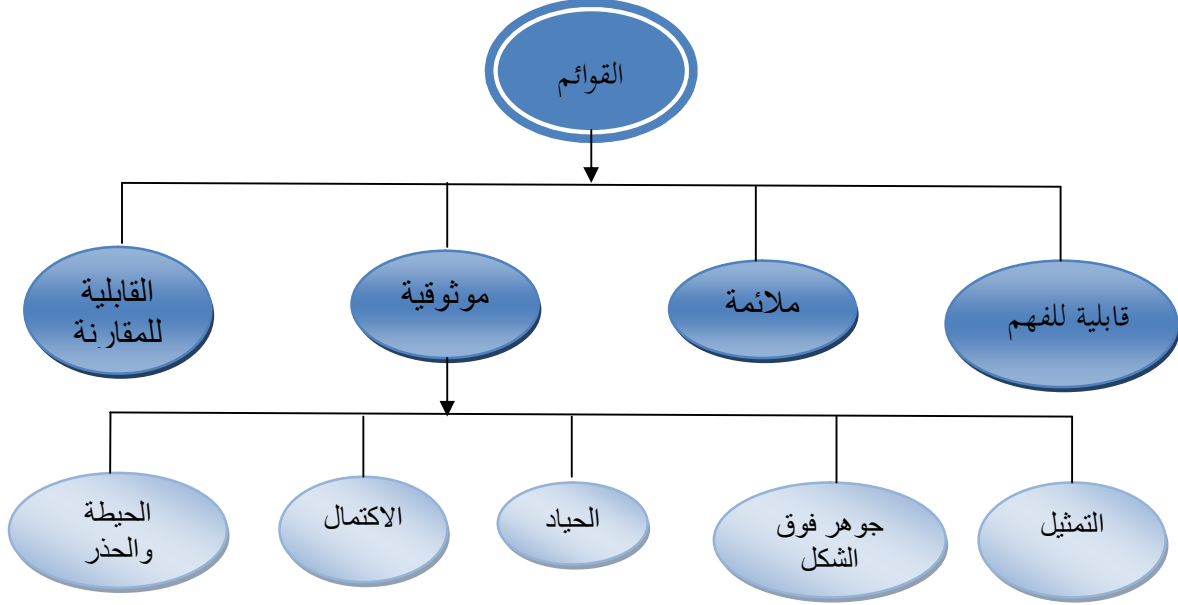 القوائم
قابلية للفهم
ملائمة
موثوقية
القابلية
للمقارنة
التمثيل
جوهر فوق
الشكل
الحياد
الاكتمال
الحيطة
والحذر